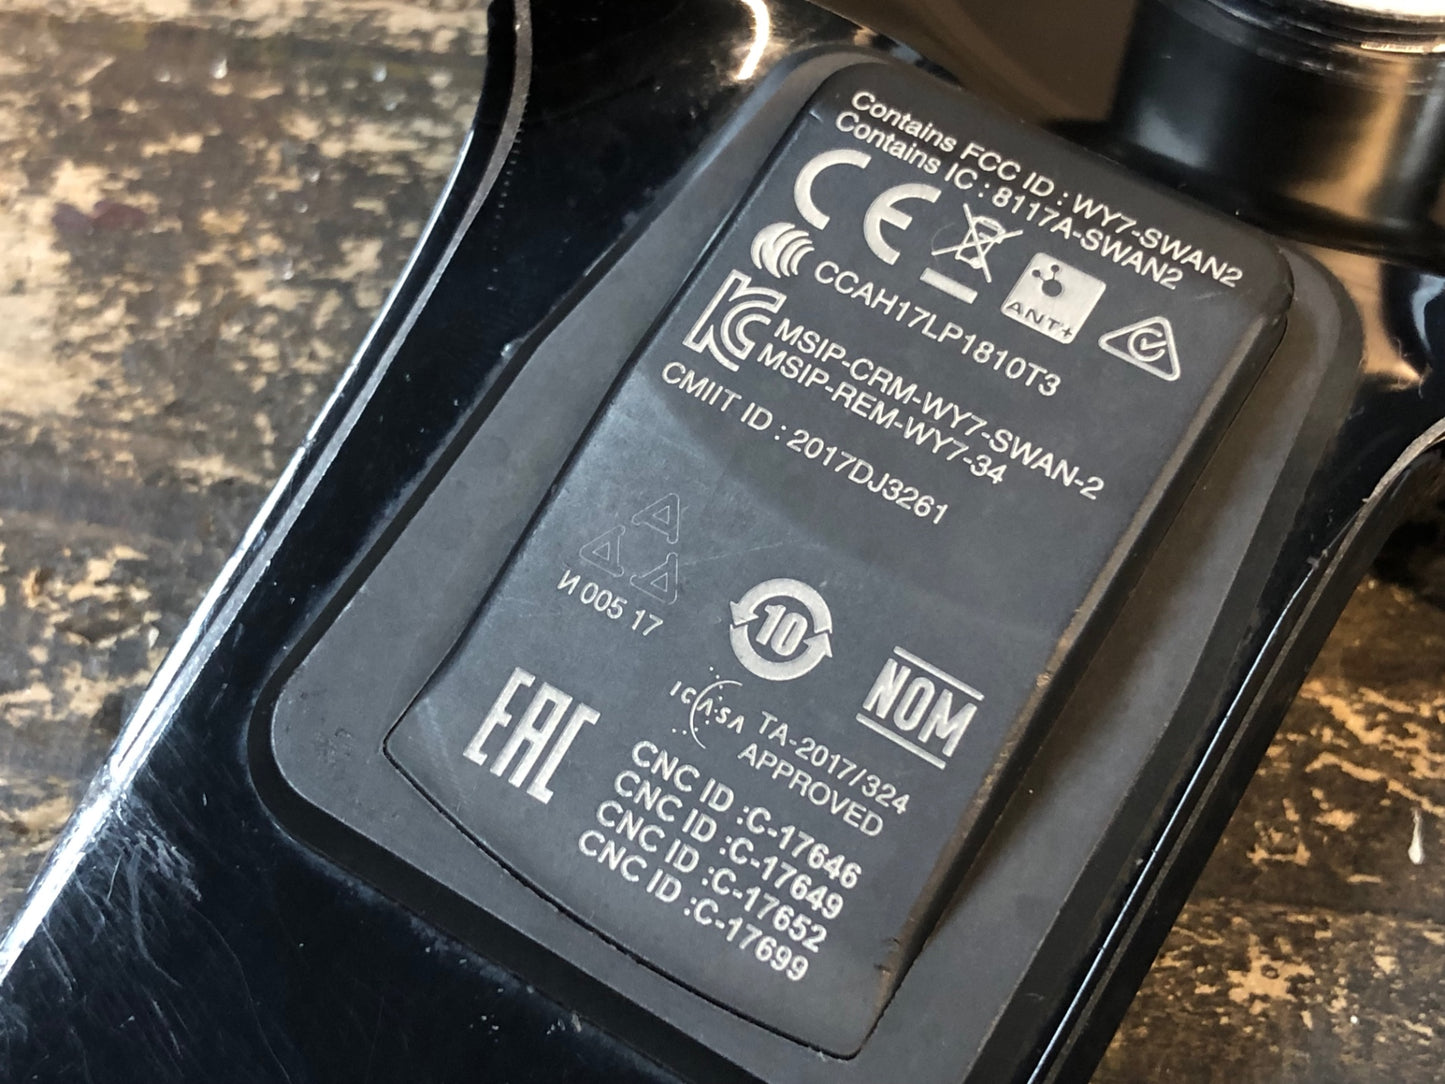 Contains FCC ID : WY7-SWAN2
Contains IC : 8117A-SWAN2
CE
ANT+
CCAH17LP1810T3
MSIP-CRM-WY7-SWAN-2
MSIP-REM-WY7-34
CMIIT ID : 2017DJ3261
И 005 17
10
NOM
EAC
ICASA TA-2017/324
APPROVED
CNC ID :C-17646
CNC ID :C-17649
CNC ID :C-17652
CNC ID :C-17699